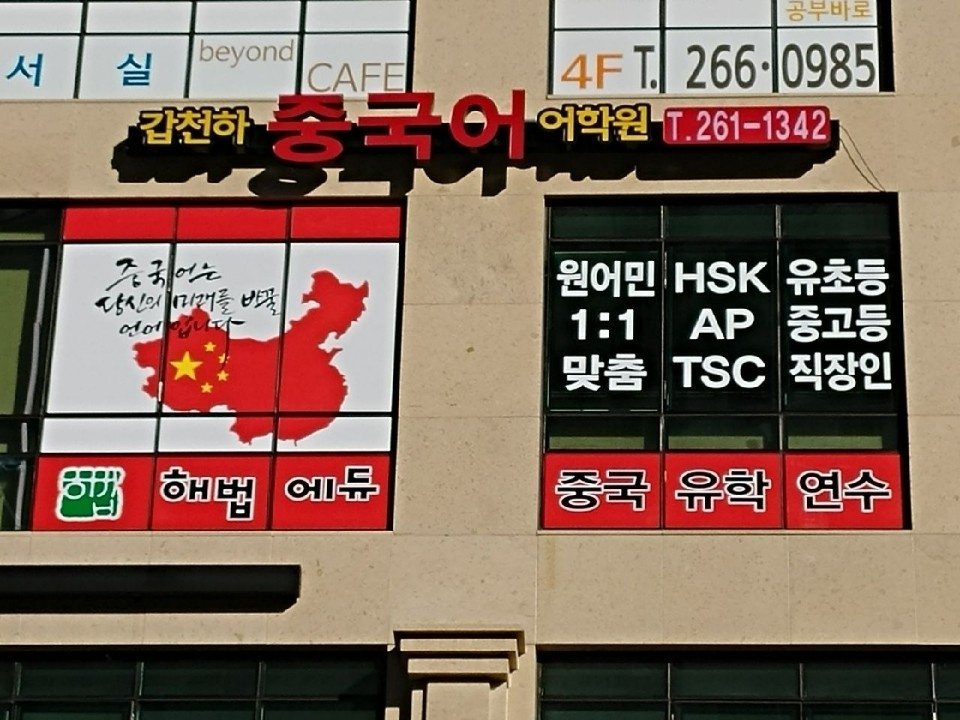 서 실 beyond CAFE
공부바로
4F T. 266·0985
갑천하 중국어 어학원 T.261-1342
중국어는
당신의 미래를 바꿀
언어입니다
해법 해법 에듀
원어민 HSK 유초등
1:1 AP 중고등
맞춤 TSC 직장인
중국 유학 연수